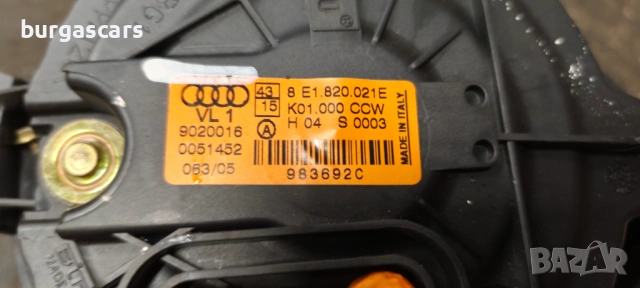 burgascars
43
15
8 E1.820.021E
K01.000 CCW
H 04 S 0003
A
VL 1
9020016
0051452
063/05
983692C
MADE IN ITALY
BAZAR
.bg